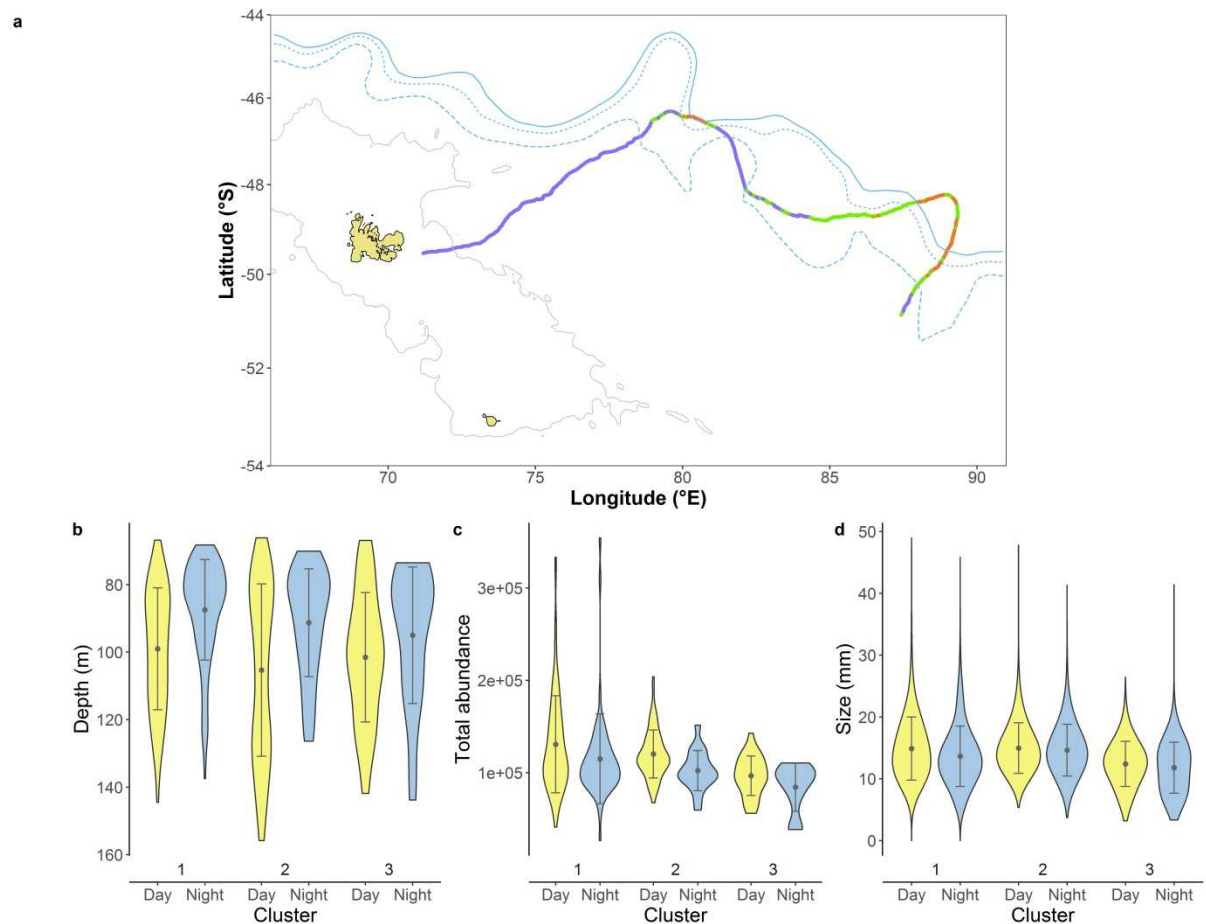 a
-44
-46
-48
-50
-52
-54
Latitude (°S)
70 75 80 85 90
Longitude (°E)
b
80
100
120
140
160
Depth (m)
1 2 3
Day Night Day Night Day Night
Cluster
c
3e+05
2e+05
1e+05
Total abundance
1 2 3
Day Night Day Night Day Night
Cluster
d
50
40
30
20
10
0
Size (mm)
1 2 3
Day Night Day Night Day Night
Cluster